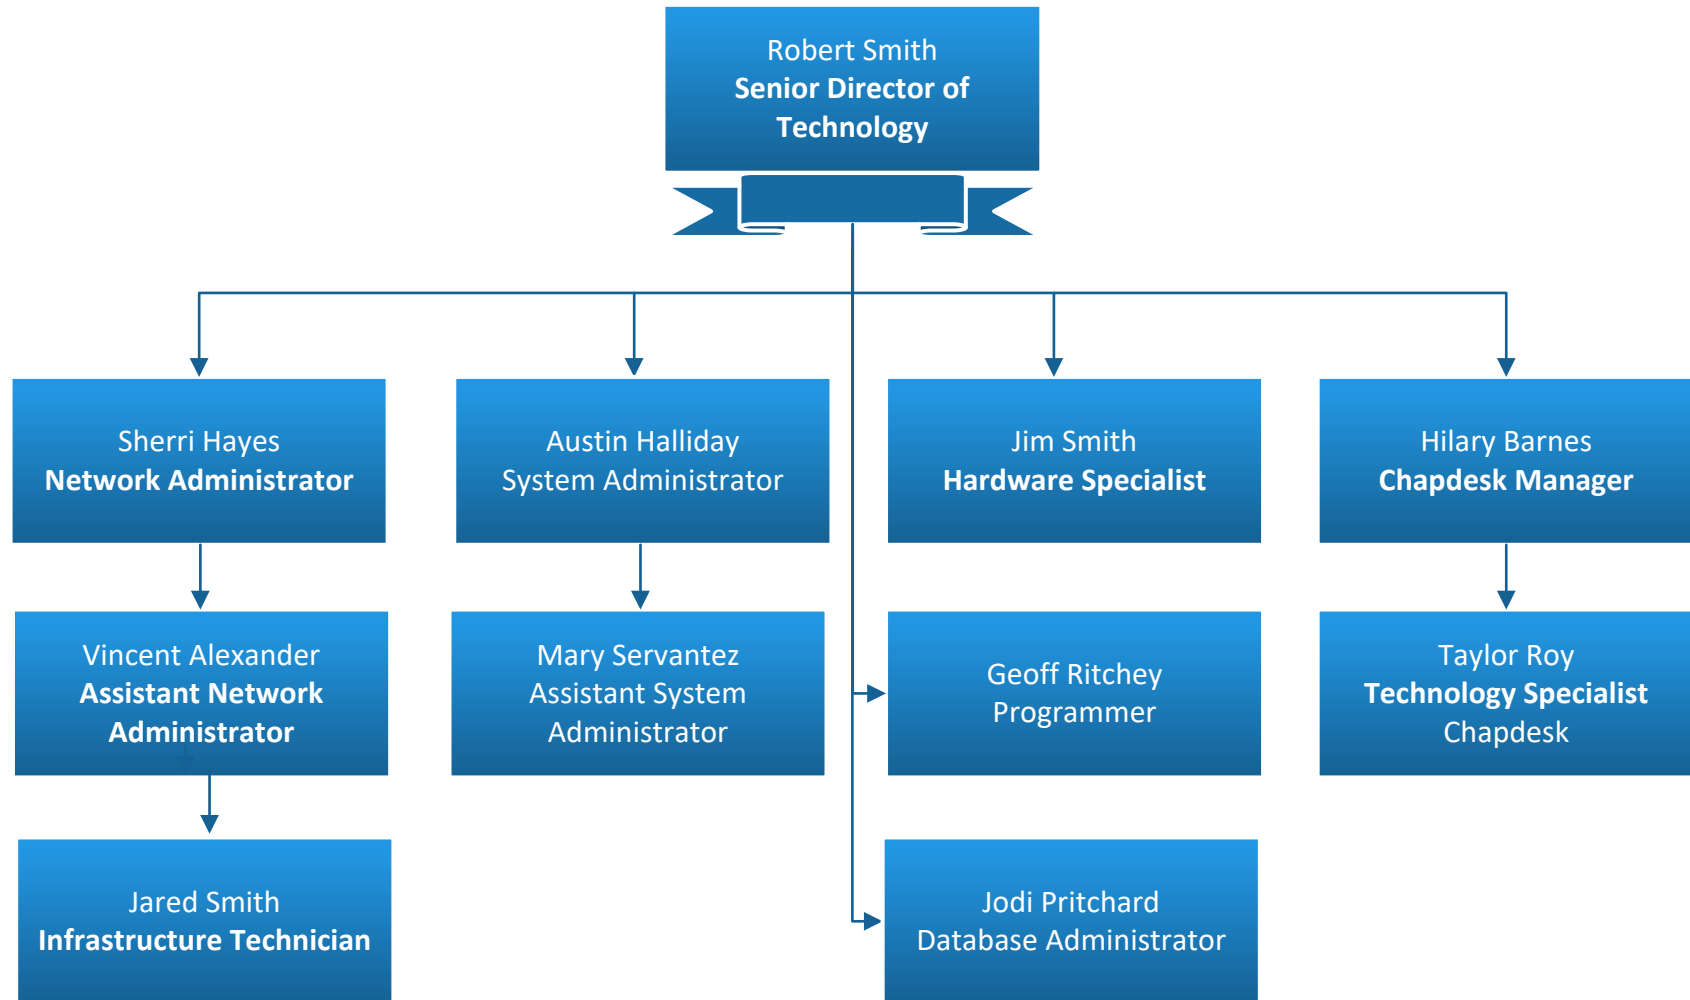 Robert Smith
Senior Director of
Technology
Sherri Hayes
Network Administrator
Austin Halliday
System Administrator
Jim Smith
Hardware Specialist
Hilary Barnes
Chapdesk Manager
Vincent Alexander
Assistant Network
Administrator
Mary Servantez
Assistant System
Administrator
Geoff Ritchey
Programmer
Taylor Roy
Technology Specialist
Chapdesk
Jared Smith
Infrastructure Technician
Jodi Pritchard
Database Administrator